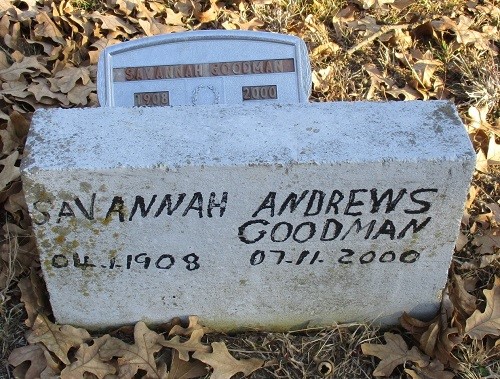 SAVANNAH GOODMAN
1908 2000
SAVANNAH ANDREWS
GOODMAN
04.1.1908 07.11.2000